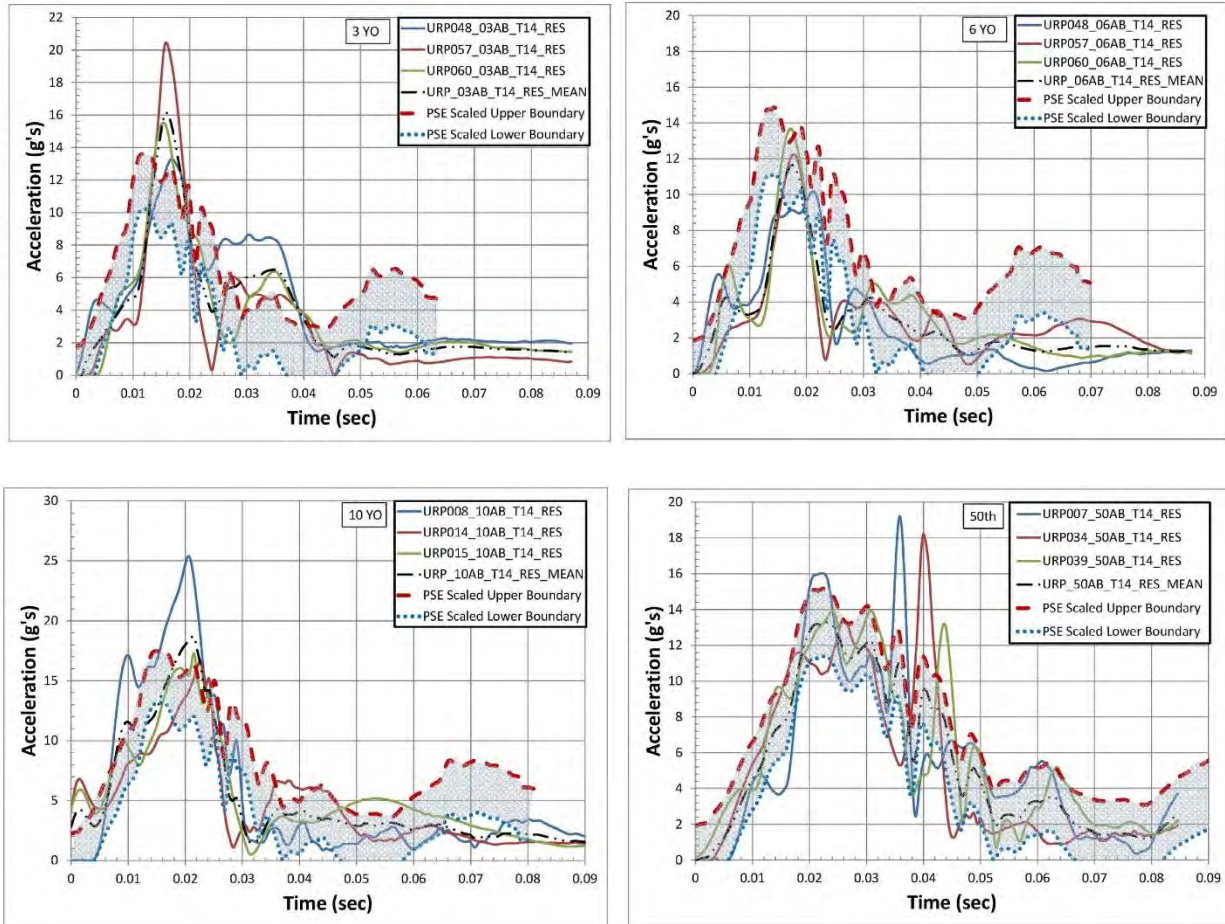 3 YO
URP048_03AB_T14_RES
URP057_03AB_T14_RES
URP060_03AB_T14_RES
URP_03AB_T14_RES_MEAN
PSE Scaled Upper Boundary
PSE Scaled Lower Boundary
Acceleration (g's)
22
20
18
16
14
12
10
8
6
4
2
0
0 0.01 0.02 0.03 0.04 0.05 0.06 0.07 0.08 0.09
Time (sec)
6 YO
URP048_06AB_T14_RES
URP057_06AB_T14_RES
URP060_06AB_T14_RES
URP_06AB_T14_RES_MEAN
PSE Scaled Upper Boundary
PSE Scaled Lower Boundary
Acceleration (g's)
20
18
16
14
12
10
8
6
4
2
0
0 0.01 0.02 0.03 0.04 0.05 0.06 0.07 0.08 0.09
Time (sec)
10 YO
URP008_10AB_T14_RES
URP014_10AB_T14_RES
URP015_10AB_T14_RES
URP_10AB_T14_RES_MEAN
PSE Scaled Upper Boundary
PSE Scaled Lower Boundary
Acceleration (g's)
30
25
20
15
10
5
0
0 0.01 0.02 0.03 0.04 0.05 0.06 0.07 0.08 0.09
Time (sec)
50th
URP007_50AB_T14_RES
URP034_50AB_T14_RES
URP039_50AB_T14_RES
URP_50AB_T14_RES_MEAN
PSE Scaled Upper Boundary
PSE Scaled Lower Boundary
Acceleration (g's)
20
18
16
14
12
10
8
6
4
2
0
0 0.01 0.02 0.03 0.04 0.05 0.06 0.07 0.08 0.09
Time (sec)